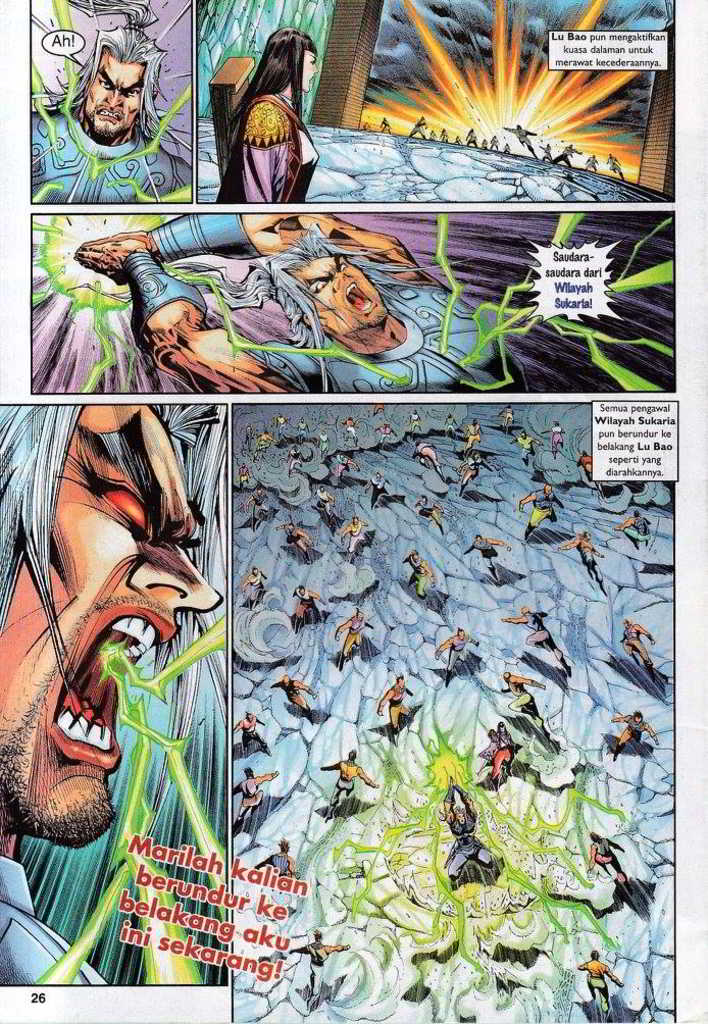 Ah!
Lu Bao pun mengaktifkan
kuasa dalaman untuk
merawat kecederaannya.
Saudara-
saudara dari
Wilayah
Sukaria!
Semua pengawal
Wilayah Sukaria
pun berundur ke
belakang Lu Bao
seperti yang
diarahkannya.
Marilah kalian
berundur ke
belakang aku
ini sekarang!
26